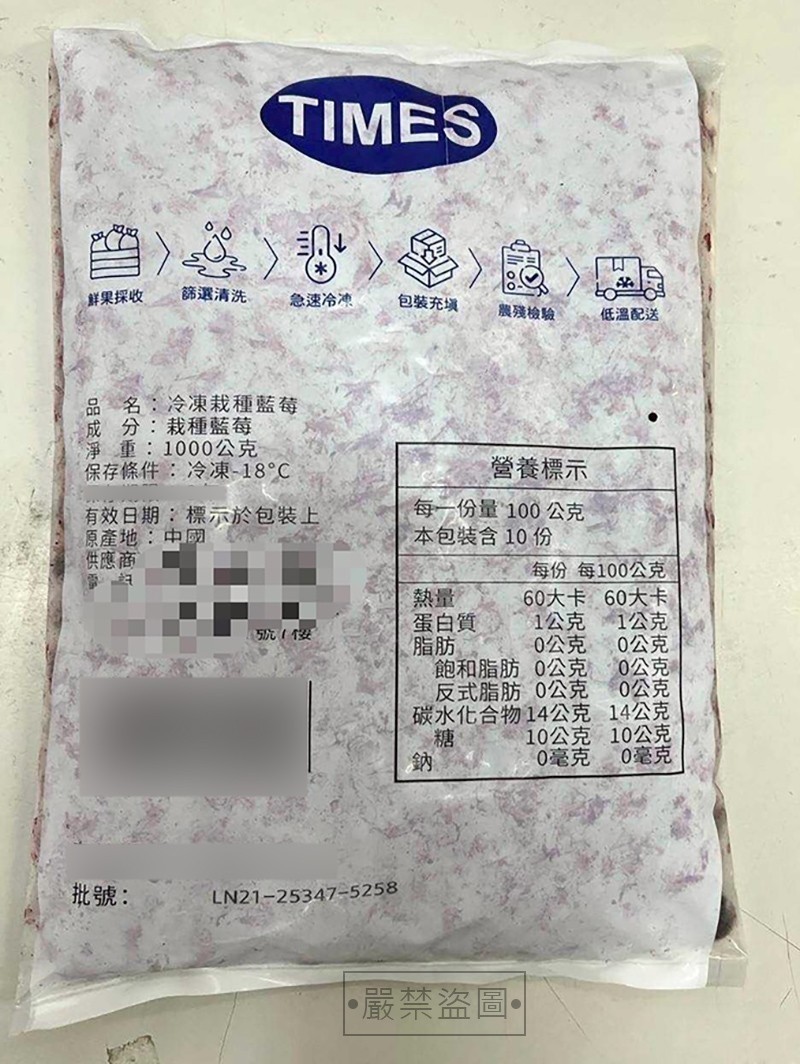 TIMES
鮮果採收 篩選清洗 急速冷凍 包裝充填 農殘檢驗 低溫配送
品 名：冷凍栽種藍莓
成 分：栽種藍莓
淨 重：1000公克
保存條件：冷凍-18°C
有效日期：標示於包裝上
原產地：中國
供應商
電
號7樓
營養標示
每一份量 100 公克
本包裝含 10 份
每份 每100公克
熱量 60大卡 60大卡
蛋白質 1公克 1公克
脂肪 0公克 0公克
飽和脂肪 0公克 0公克
反式脂肪 0公克 0公克
碳水化合物 14公克 14公克
糖 10公克 10公克
鈉 0毫克 0毫克
批號： LN21-25347-5258
•嚴禁盜圖•